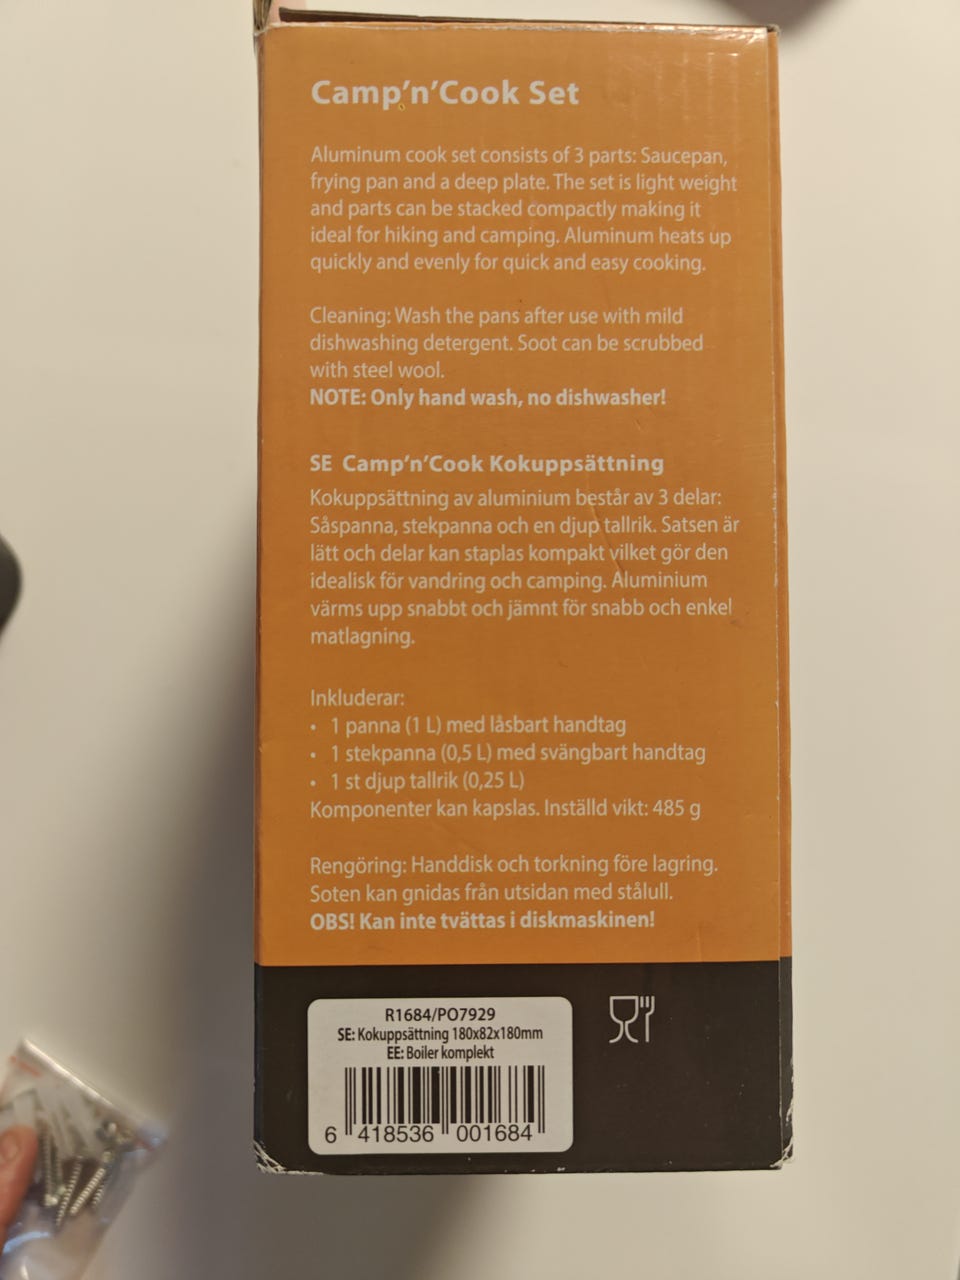 Camp'n'Cook Set
Aluminum cook set consists of 3 parts: Saucepan,
frying pan and a deep plate. The set is light weight
and parts can be stacked compactly making it
ideal for hiking and camping. Aluminum heats up
quickly and evenly for quick and easy cooking.
Cleaning: Wash the pans after use with mild
dishwashing detergent. Soot can be scrubbed
with steel wool.
NOTE: Only hand wash, no dishwasher!
SE Camp'n'Cook Kokuppsättning
Kokuppsättning av aluminium består av 3 delar:
Såspanna, stekpanna och en djup tallrik. Satsen är
lätt och delar kan staplas kompakt vilket gör den
idealisk för vandring och camping. Aluminium
värms upp snabbt och jämnt för snabb och enkel
matlagning.
Inkluderar:
• 1 panna (1 L) med låsbart handtag
• 1 stekpanna (0,5 L) med svängbart handtag
• 1 st djup tallrik (0,25 L)
Komponenter kan kapslas. Inställd vikt: 485 g
Rengöring: Handdisk och torkning före lagring.
Soten kan gnidas från utsidan med stålull.
OBS! Kan inte tvättas i diskmaskinen!
R1684/PO7929
SE: Kokuppsättning 180x82x180mm
EE: Boiler komplekt
6 418536 001684